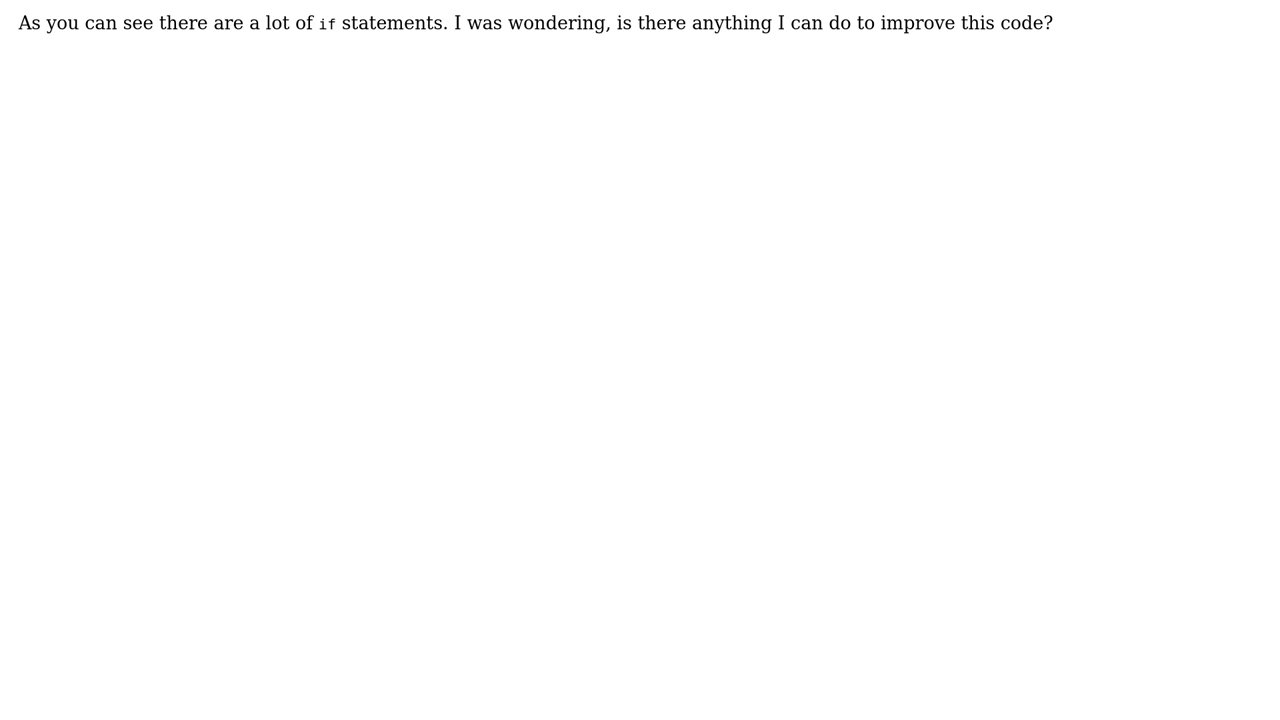 As you can see there are a lot of if statements. I was wondering, is there anything I can do to improve this code?